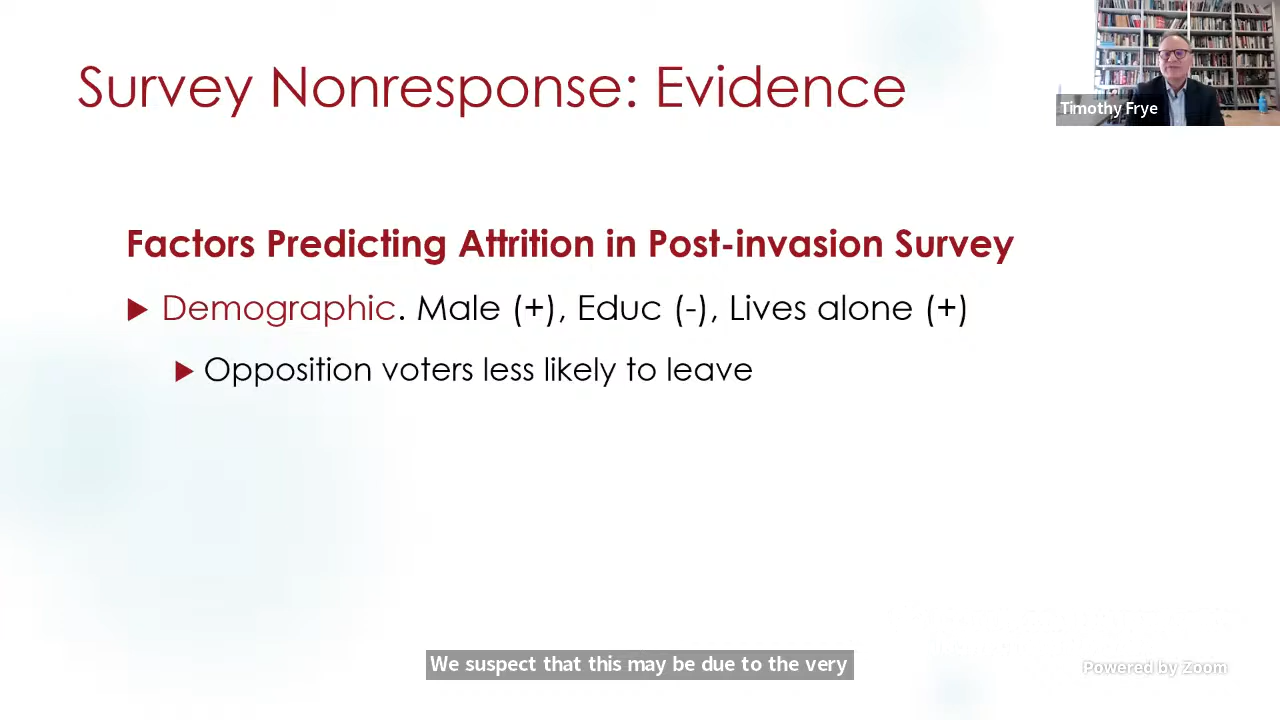 Survey Nonresponse: Evidence
Timothy Frye
Factors Predicting Attrition in Post-invasion Survey
Demographic. Male (+), Educ (-), Lives alone (+)
Opposition voters less likely to leave
We suspect that this may be due to the very
Powered by Zoom